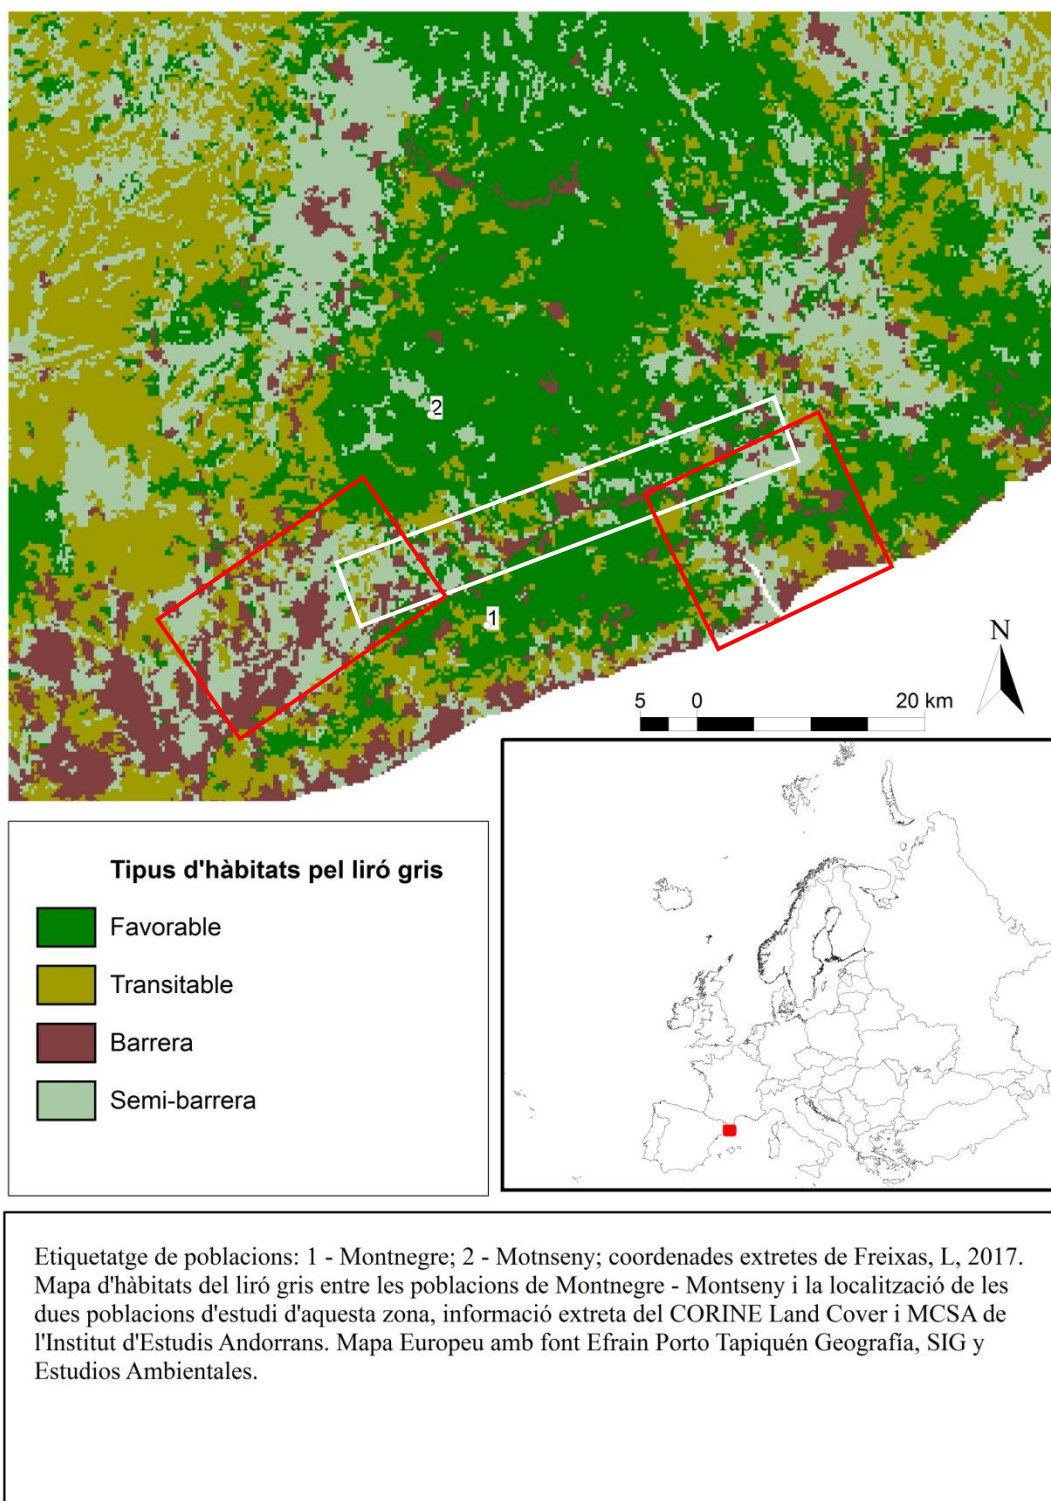 2
1
N
5 0 20 km
Tipus d'hàbitats pel liró gris
Favorable
Transitable
Barrera
Semi-barrera
Etiquetatge de poblacions: 1 - Montnegre; 2 - Motnseny; coordenades extretes de Freixas, L, 2017.
Mapa d'hàbitats del liró gris entre les poblacions de Montnegre - Montseny i la localització de les
dues poblacions d'estudi d'aquesta zona, informació extreta del CORINE Land Cover i MCSA de
l'Institut d'Estudis Andorrans. Mapa Europeu amb font Efrain Porto Tapiquén Geografía, SIG y
Estudios Ambientales.